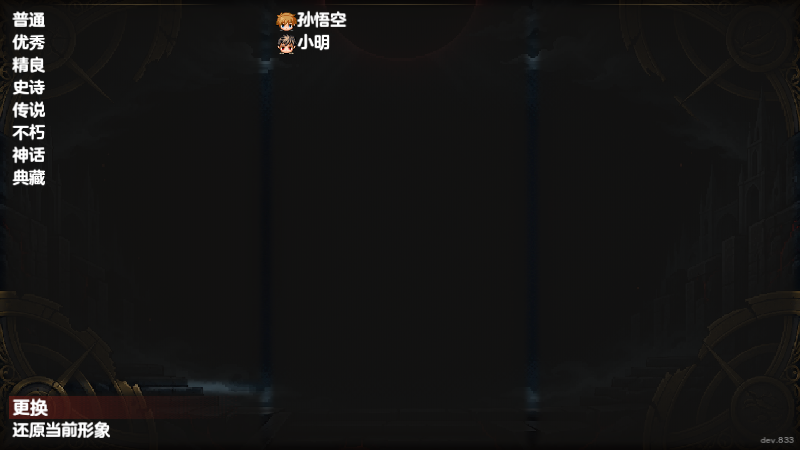 普通
优秀
精良
史诗
传说
不朽
神话
典藏
孙悟空
小明
更换
还原当前形象
dev.833